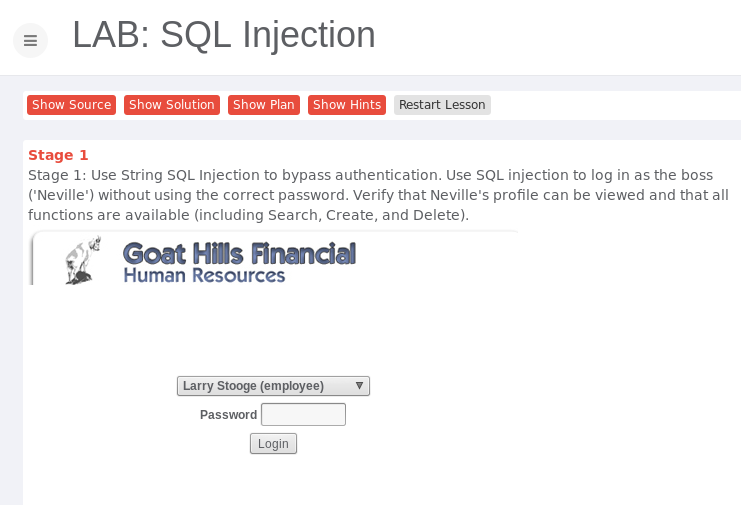 LAB: SQL Injection
Show Source Show Solution Show Plan Show Hints Restart Lesson
Stage 1
Stage 1: Use String SQL Injection to bypass authentication. Use SQL injection to log in as the boss
('Neville') without using the correct password. Verify that Neville's profile can be viewed and that all
functions are available (including Search, Create, and Delete).
Goat Hills Financial
Human Resources
Larry Stooge (employee)
Password
Login